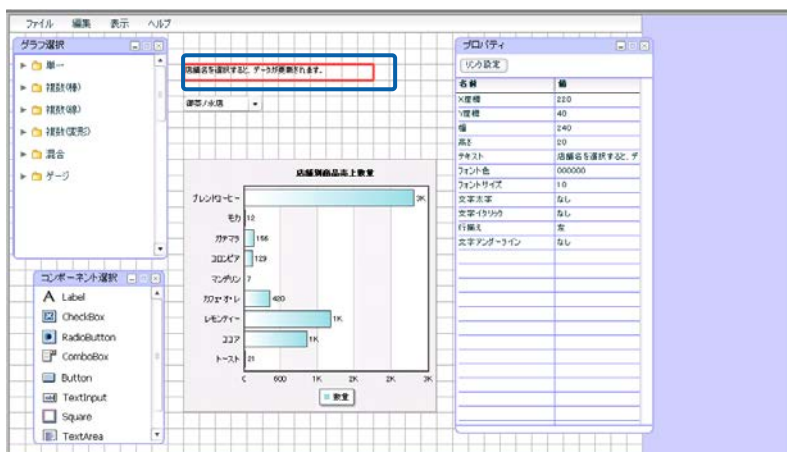 ファイル 編集 表示 ヘルプ
グラフ選択
単一
複数(棒)
複数(線)
複数(変形)
混合
ゲージ
コンポーネント選択
Label
CheckBox
RadioButton
ComboBox
Button
TextInput
Square
TextArea
店舗名を選択すると、データが更新されます。
御茶ノ水店
店舗別商品売上数量
ブレンドコーヒー 3K
モカ 12
ガテマラ 156
コロンビア 129
マンデリン 7
カフェ・オ・レ 420
レモンティー 1K
ココア 1K
トースト 21
0 600 1K 2K 2K 3K
数量
プロパティ
リンク設定
名前 値
X座標 220
Y座標 40
幅 240
高さ 20
テキスト 店舗名を選択すると、デ
フォント色 000000
フォントサイズ 10
文字太字 なし
文字イタリック なし
行揃え 左
文字アンダーライン なし